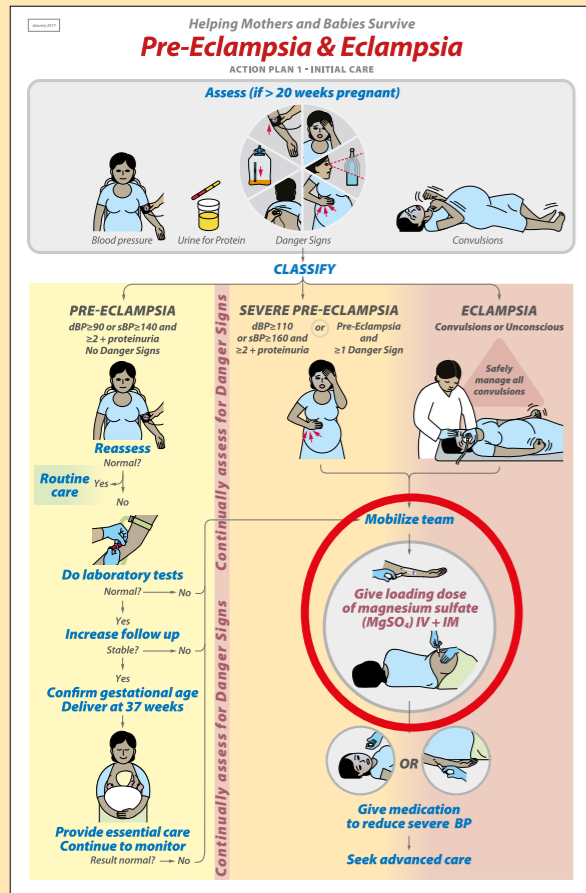 January 2017
Helping Mothers and Babies Survive
Pre-Eclampsia & Eclampsia
ACTION PLAN 1 - INITIAL CARE
Assess (if > 20 weeks pregnant)
Blood pressure
Urine for Protein
Danger Signs
Convulsions
CLASSIFY
PRE-ECLAMPSIA
dBP≥90 or sBP≥140 and
≥2 + proteinuria
No Danger Signs
Reassess
Normal?
Yes
Routine
care
No
Do laboratory tests
Normal?
No
Yes
Increase follow up
Stable?
No
Yes
Confirm gestational age
Deliver at 37 weeks
Provide essential care
Continue to monitor
Result normal?
No
Continually assess for Danger Signs
Continually assess for Danger Signs
SEVERE PRE-ECLAMPSIA
dBP≥110
or sBP≥160 and
≥2 + proteinuria
or
Pre-Eclampsia
and
≥1 Danger Sign
ECLAMPSIA
Convulsions or Unconscious
Safely
manage all
convulsions
Mobilize team
Give loading dose
of magnesium sulfate
(MgSO₄) IV + IM
OR
Give medication
to reduce severe BP
Seek advanced care